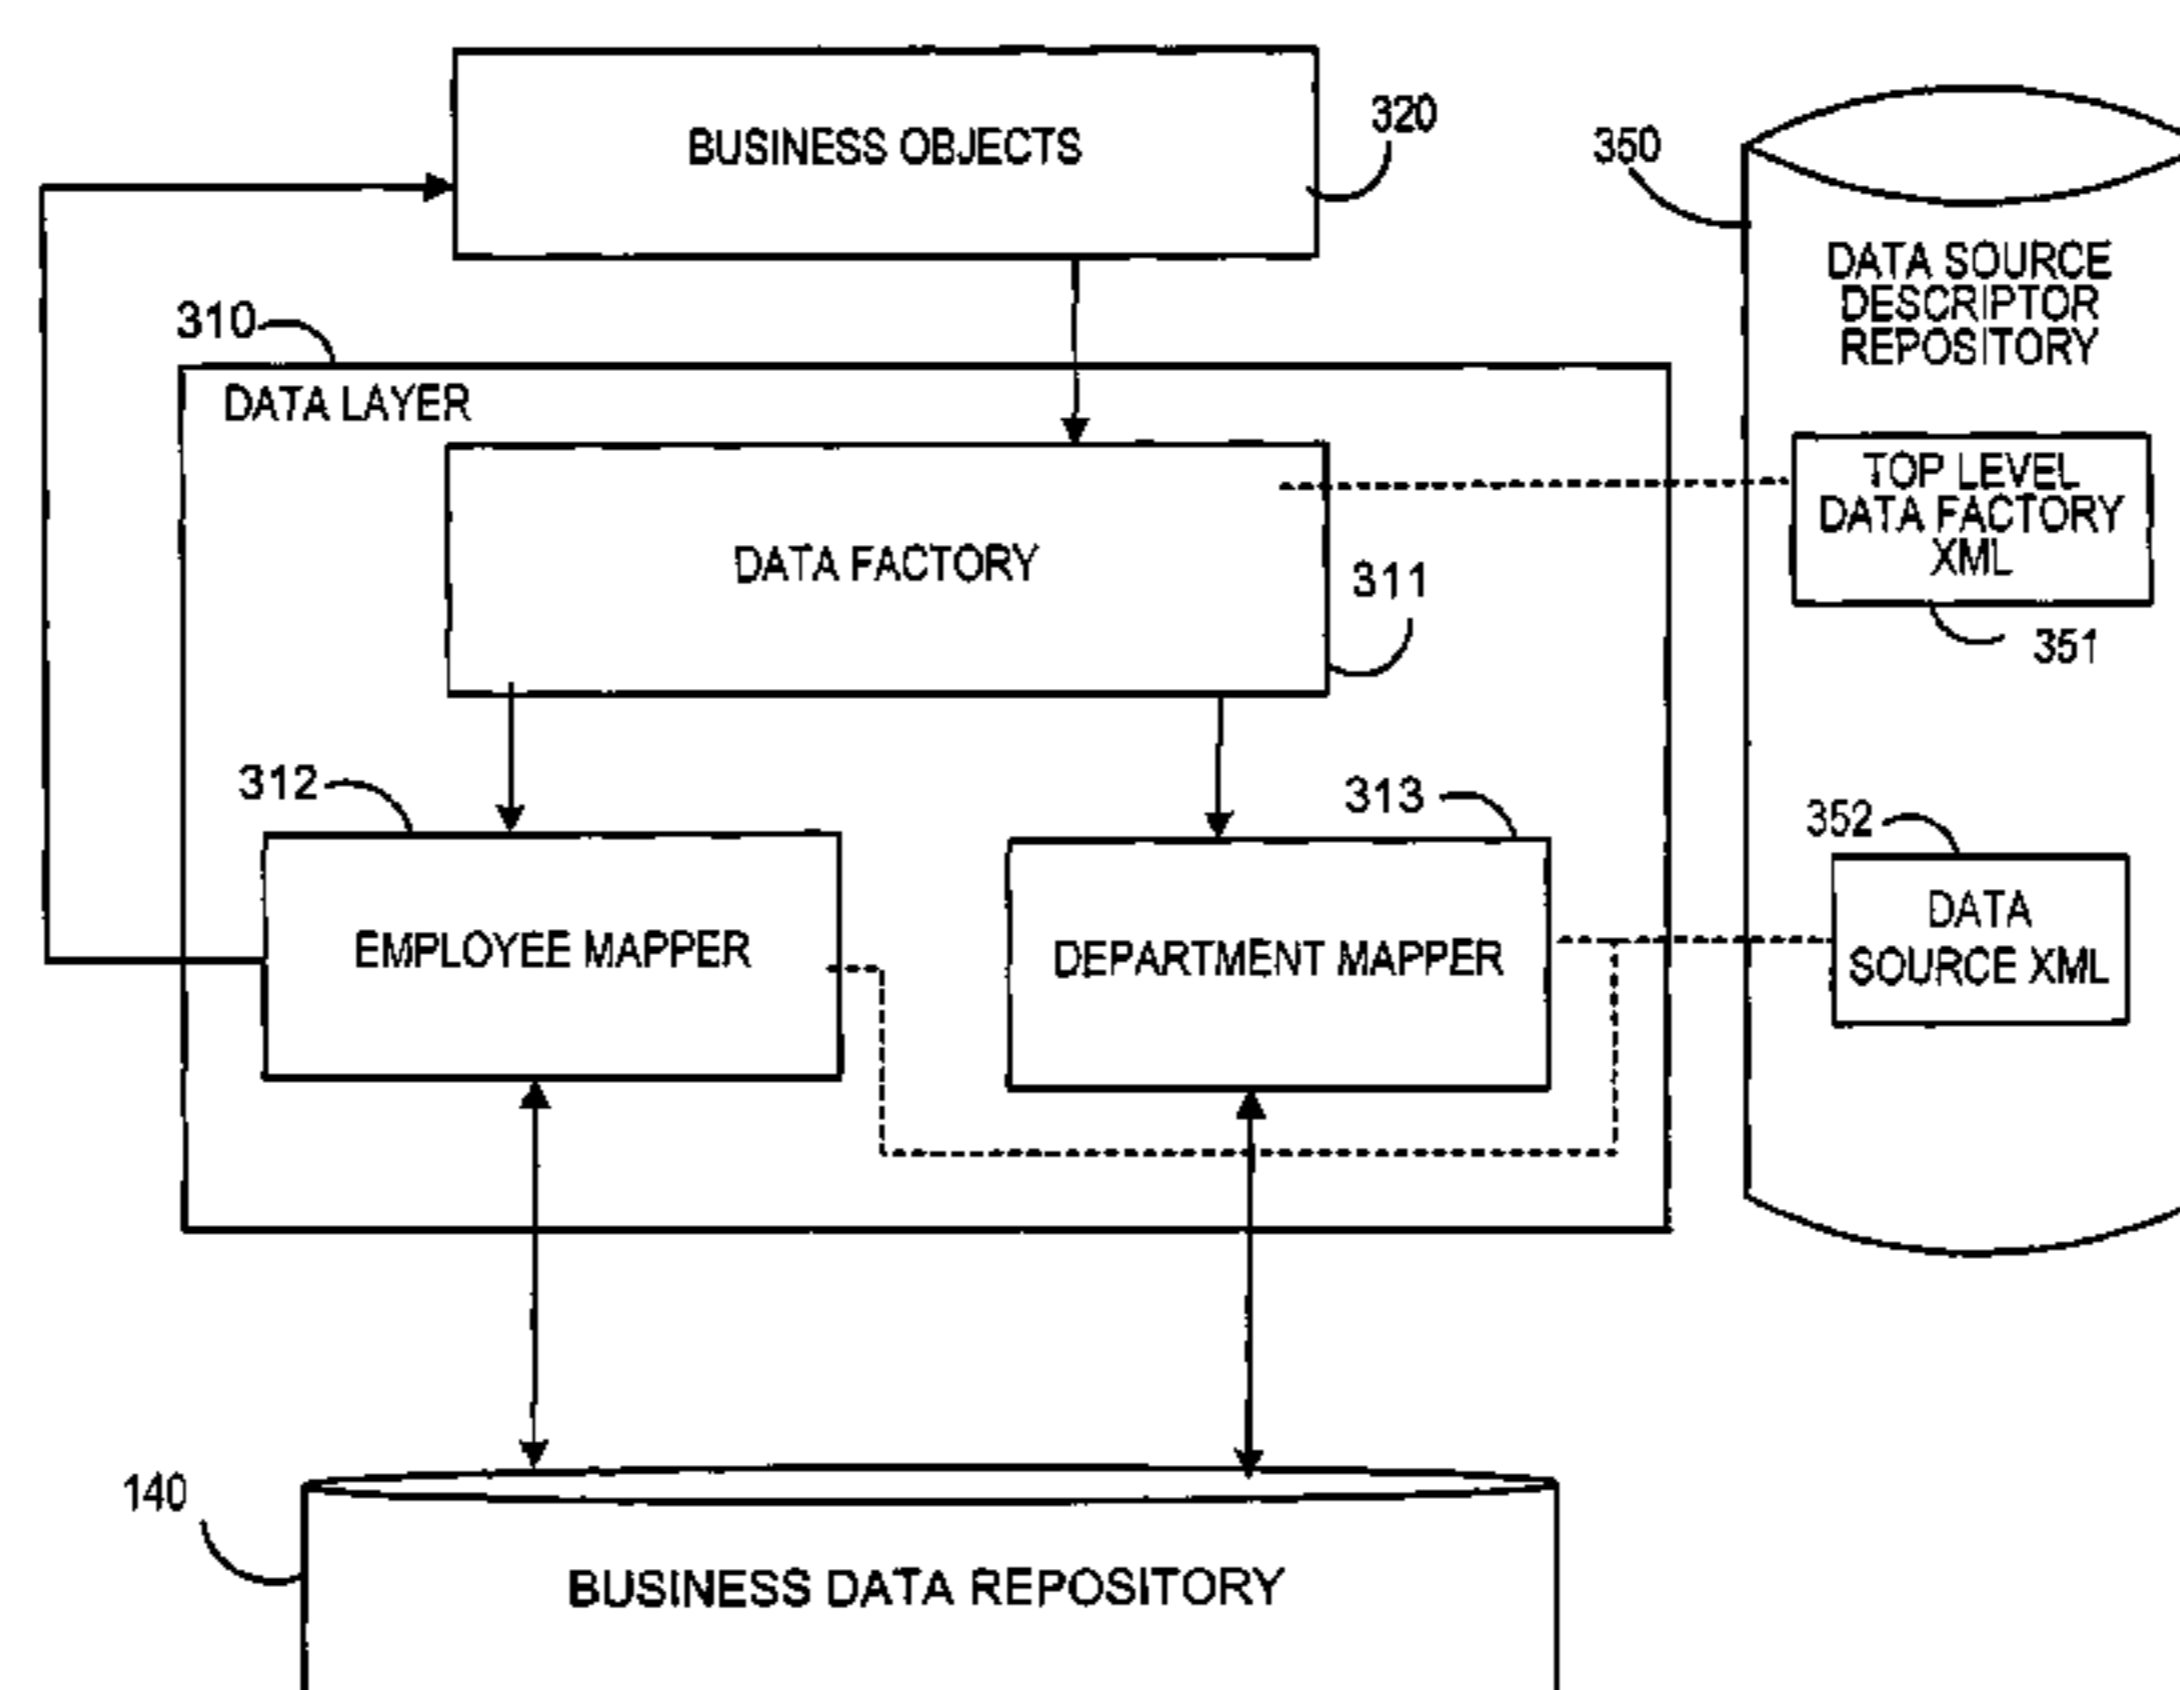 BUSINESS OBJECTS
320
350
DATA SOURCE
DESCRIPTOR
REPOSITORY
310
DATA LAYER
TOP LEVEL
DATA FACTORY
XML
DATA FACTORY
311
351
312
313
352
EMPLOYEE MAPPER
DEPARTMENT MAPPER
DATA
SOURCE XML
140
BUSINESS DATA REPOSITORY